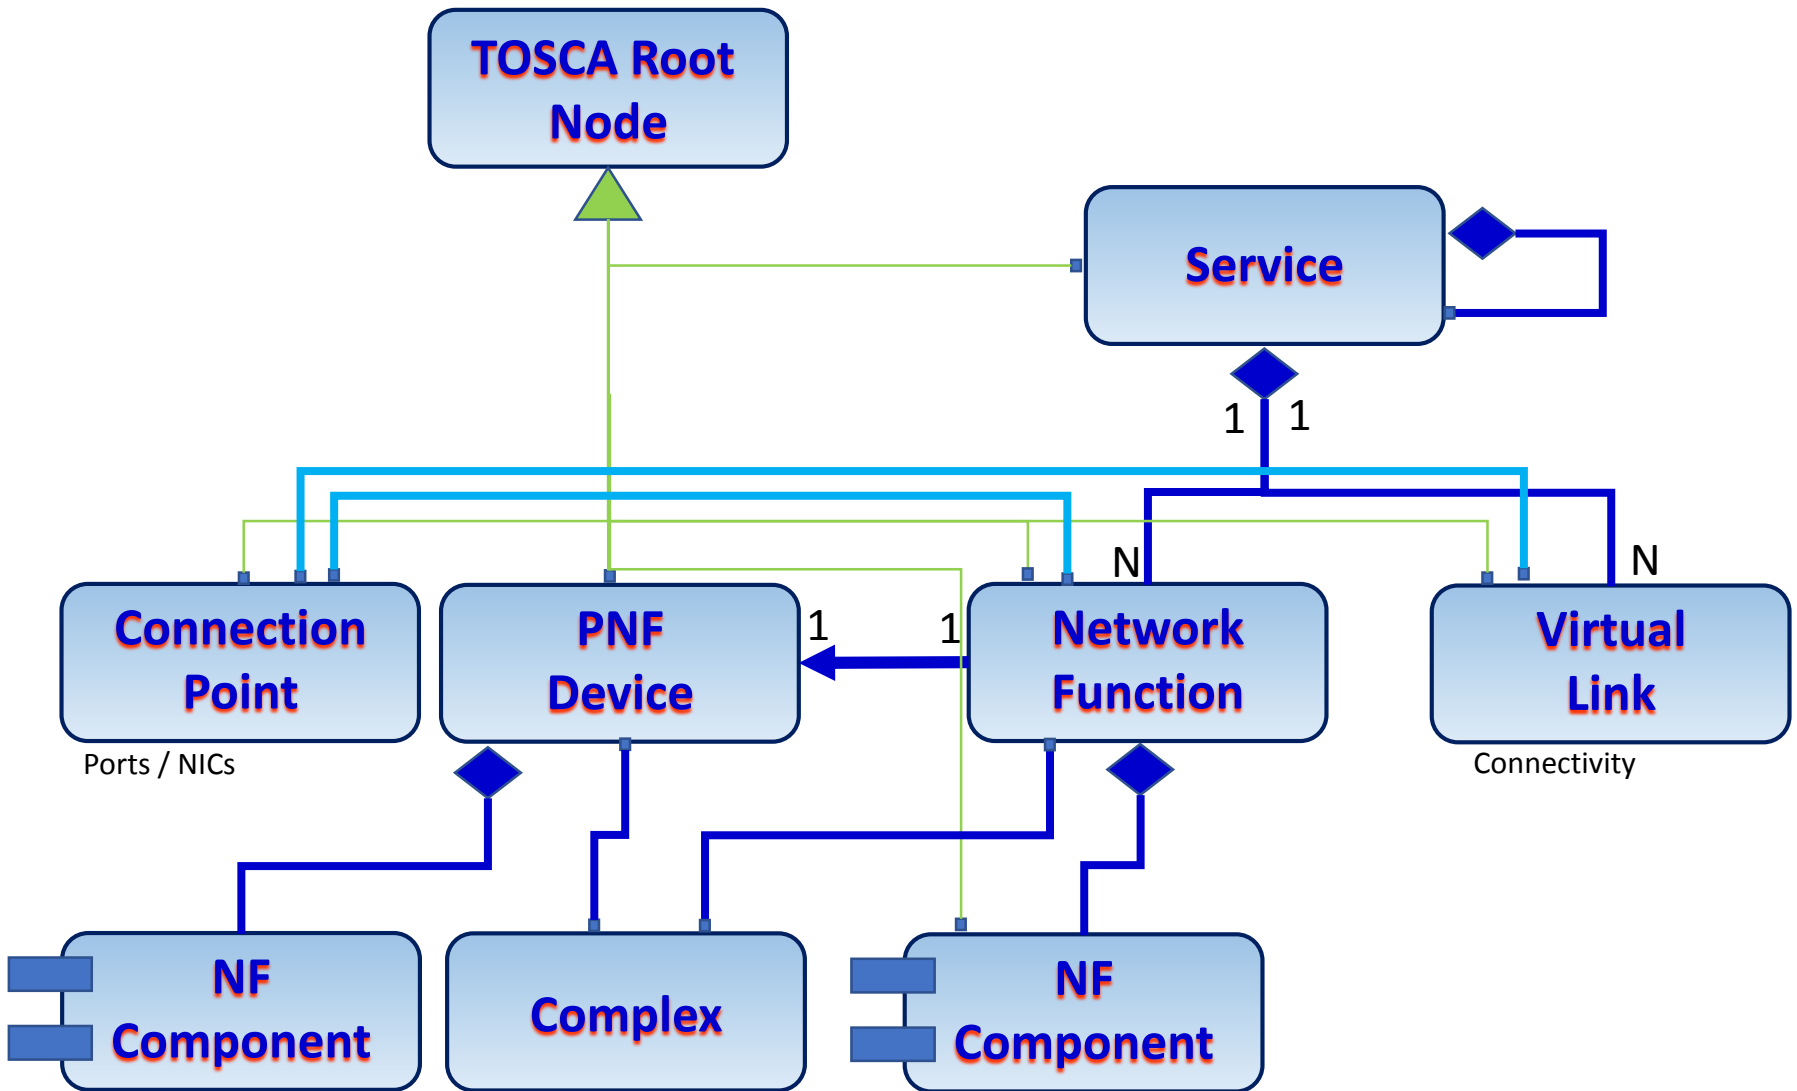 TOSCA Root
Node
Service
1 1
N
N
Connection
Point
PNF
Device
1
1
Network
Function
Virtual
Link
Ports / NICs
Connectivity
NF
Component
Complex
NF
Component